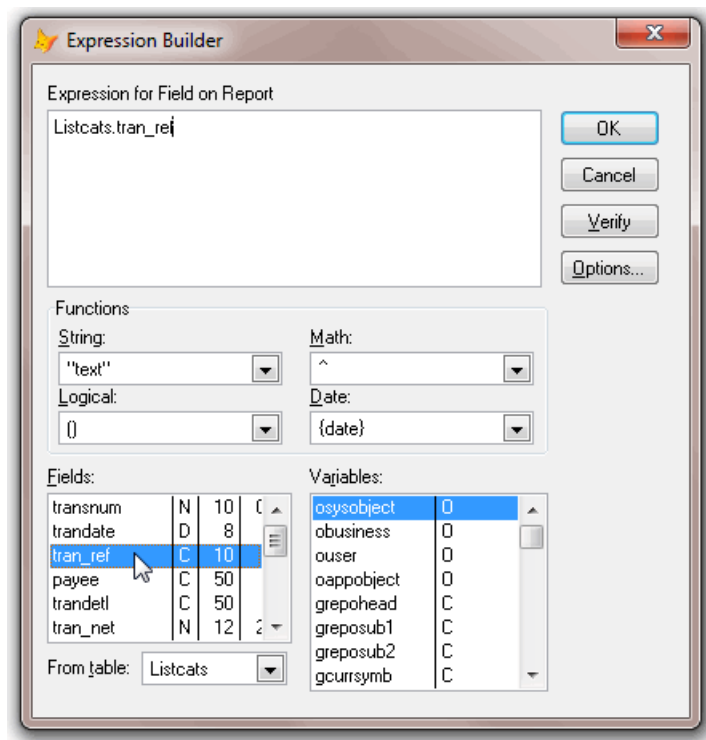 Expression Builder
Expression for Field on Report
Listcats.tran_ref
OK
Cancel
Verify
Options...
Functions
String:
Math:
"text"
^
Logical:
Date:
()
{date}
Fields:
Variables:
transnum N 10
trandate D 8
tran_ref C 10
payee C 50
trandetl C 50
tran_net N 12 2
osysobject O
obusiness O
ouser O
oappobject O
grepohead C
greposub1 C
greposub2 C
gcurrsymb C
From table: Listcats